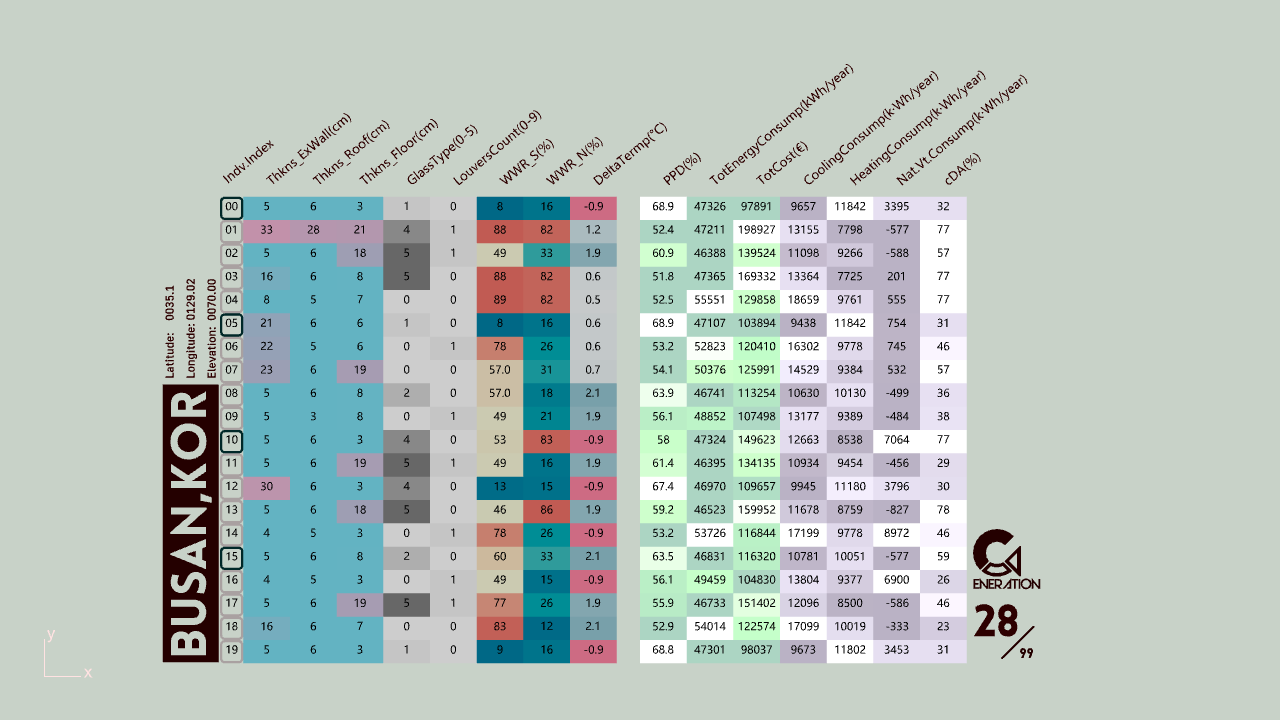 Indv.Index Thkns_ExWall(cm) Thkns_Roof(cm) Thkns_Floor(cm) GlassType(0-5) LouversCount(0-9) WWR_S(%) WWR_N(%) DeltaTermp(°C) PPD(%) TotEnergyConsump(kWh/year) TotCost(€) CoolingConsump(k·Wh/year) HeatingConsump(k·Wh/year) Nat.Vt.Consump(k·Wh/year) cDA(%)
00 5 6 3 1 0 8 16 -0.9 68.9 47326 97891 9657 11842 3395 32
01 33 28 21 4 1 88 82 1.2 52.4 47211 198927 13155 7798 -577 77
02 5 6 18 5 1 49 33 1.9 60.9 46388 139524 11098 9266 -588 57
03 16 6 8 5 0 88 82 0.6 51.8 47365 169332 13364 7725 201 77
04 8 5 7 0 0 89 82 0.5 52.5 55551 129858 18659 9761 555 77
05 21 6 6 1 0 8 16 0.6 68.9 47107 103894 9438 11842 754 31
06 22 5 6 0 1 78 26 0.6 53.2 52823 120410 16302 9778 745 46
07 23 6 19 0 0 57.0 31 0.7 54.1 50376 125991 14529 9384 532 57
08 5 6 8 2 0 57.0 18 2.1 63.9 46741 113254 10630 10130 -499 36
09 5 3 8 0 1 49 21 1.9 56.1 48852 107498 13177 9389 -484 38
10 5 6 3 4 0 53 83 -0.9 58 47324 149623 12663 8538 7064 77
11 5 6 19 5 1 49 16 1.9 61.4 46395 134135 10934 9454 -456 29
12 30 6 3 4 0 13 15 -0.9 67.4 46970 109657 9945 11180 3796 30
13 5 6 18 5 0 46 86 1.9 59.2 46523 159952 11678 8759 -827 78
14 4 5 3 0 1 78 26 -0.9 53.2 53726 116844 17199 9778 8972 46
15 5 6 8 2 0 60 33 2.1 63.5 46831 116320 10781 10051 -577 59
16 4 5 3 0 1 49 15 -0.9 56.1 49459 104830 13804 9377 6900 26
17 5 6 19 5 1 77 26 1.9 55.9 46733 151402 12096 8500 -586 46
18 16 6 7 0 0 83 12 2.1 52.9 54014 122574 17099 10019 -333 23
19 5 6 3 1 0 9 16 -0.9 68.8 47301 98037 9673 11802 3453 31
BUSAN,KOR
Latitude: 0035.1
Longitude: 0129.02
Elevation: 0070.00
GENERATION
28/99
y
x